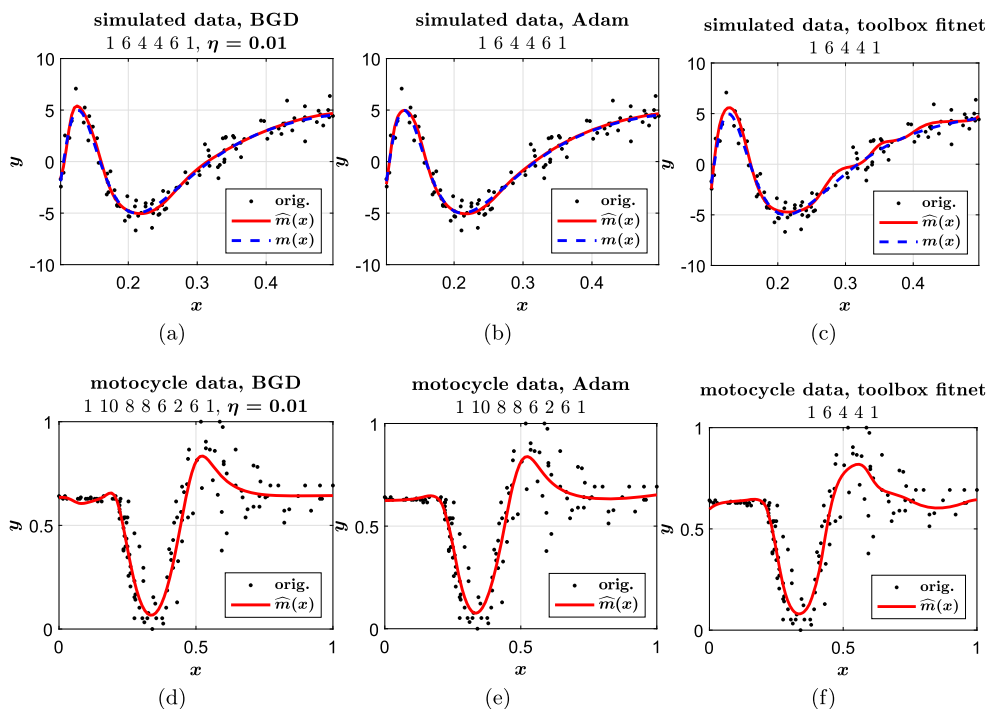 simulated data, BGD
1 6 4 4 6 1, η = 0.01
10
5
0
-5
-10
y
0.2
0.3
0.4
x
orig.
m̂(x)
m(x)
(a)
simulated data, Adam
1 6 4 4 6 1
10
5
0
-5
-10
y
0.2
0.3
0.4
x
orig.
m̂(x)
m(x)
(b)
simulated data, toolbox fitnet
1 6 4 4 1
10
5
0
-5
-10
y
0.2
0.3
0.4
x
orig.
m̂(x)
m(x)
(c)
motocycle data, BGD
1 10 8 8 6 2 6 1, η = 0.01
1
0.5
0
y
0
0.5
1
x
orig.
m̂(x)
(d)
motocycle data, Adam
1 10 8 8 6 2 6 1
1
0.5
0
y
0
0.5
1
x
orig.
m̂(x)
(e)
motocycle data, toolbox fitnet
1 6 4 4 1
1
0.5
0
y
0
0.5
1
x
orig.
m̂(x)
(f)